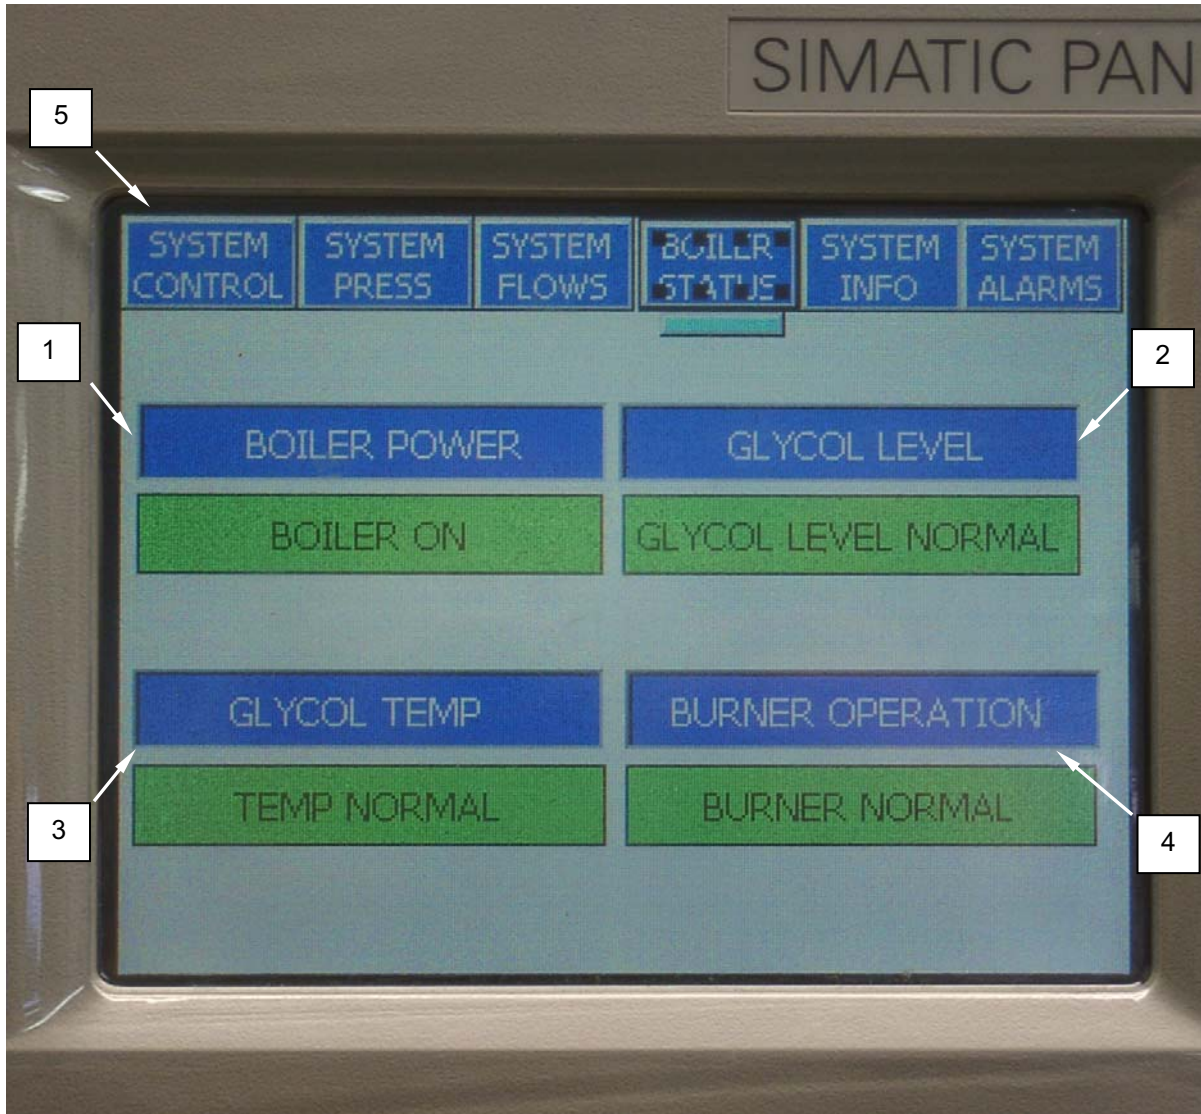 SIMATIC PAN
5
SYSTEM CONTROL
SYSTEM PRESS
SYSTEM FLOWS
BOILER STATUS
SYSTEM INFO
SYSTEM ALARMS
1
2
BOILER POWER
GLYCOL LEVEL
BOILER ON
GLYCOL LEVEL NORMAL
GLYCOL TEMP
BURNER OPERATION
TEMP NORMAL
BURNER NORMAL
3
4